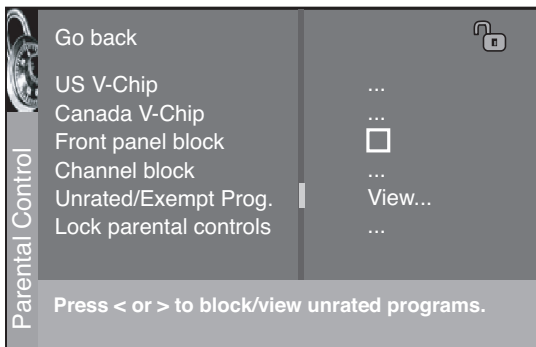 Go back
US V-Chip ...
Canada V-Chip ...
Front panel block
Channel block ...
Unrated/Exempt Prog. View...
Lock parental controls ...
Parental Control
Press < or > to block/view unrated programs.